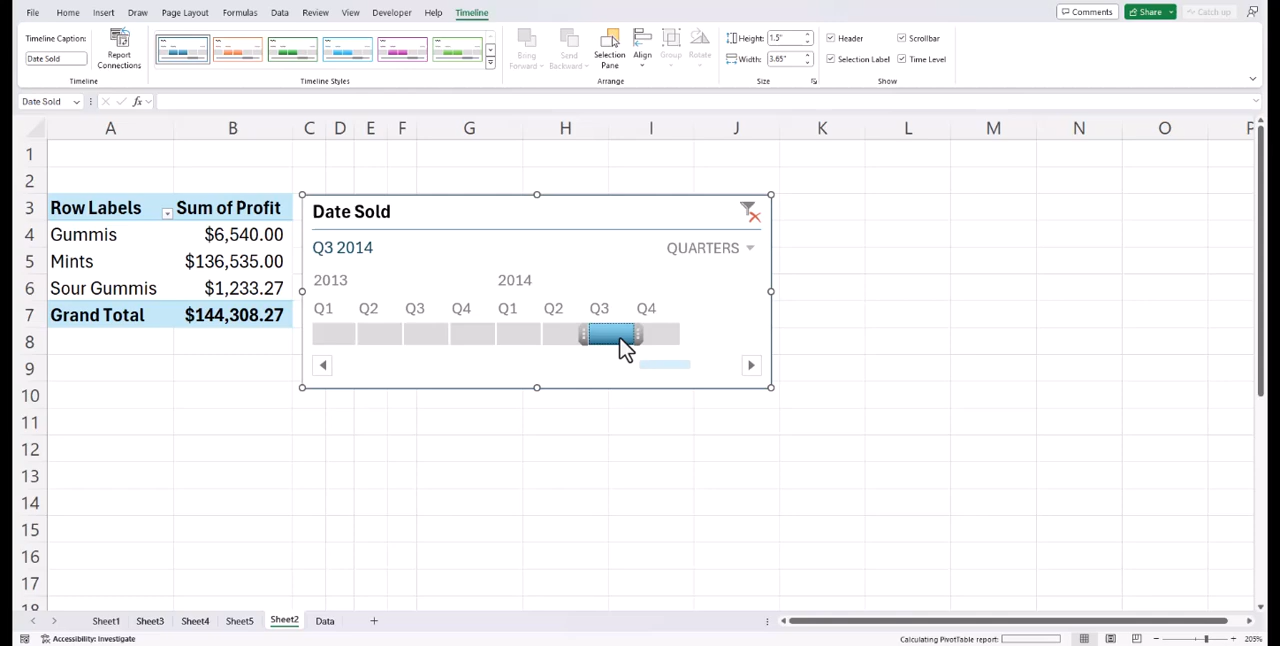 File Home Insert Draw Page Layout Formulas Data Review View Developer Help Timeline Comments Share Catch up
Timeline Caption:
Date Sold
Report Connections
Timeline
Timeline Styles
Bring Forward
Send Backward
Selection Pane
Align
Group
Rotate
Arrange
Height: 1.5"
Width: 3.65"
Size
Header Scrollbar
Selection Label Time Level
Show
Date Sold fx
A B C D E F G H I J K L M N O P
1
2
3 Row Labels Sum of Profit
4 Gummis $6,540.00
5 Mints $136,535.00
6 Sour Gummis $1,233.27
7 Grand Total $144,308.27
8
9
10
11
12
13
14
15
16
17
18
Date Sold
Q3 2014 QUARTERS
2013 2014
Q1 Q2 Q3 Q4 Q1 Q2 Q3 Q4
Sheet1 Sheet3 Sheet4 Sheet5 Sheet2 Data +
Accessibility: Investigate Calculating PivotTable report: 205%